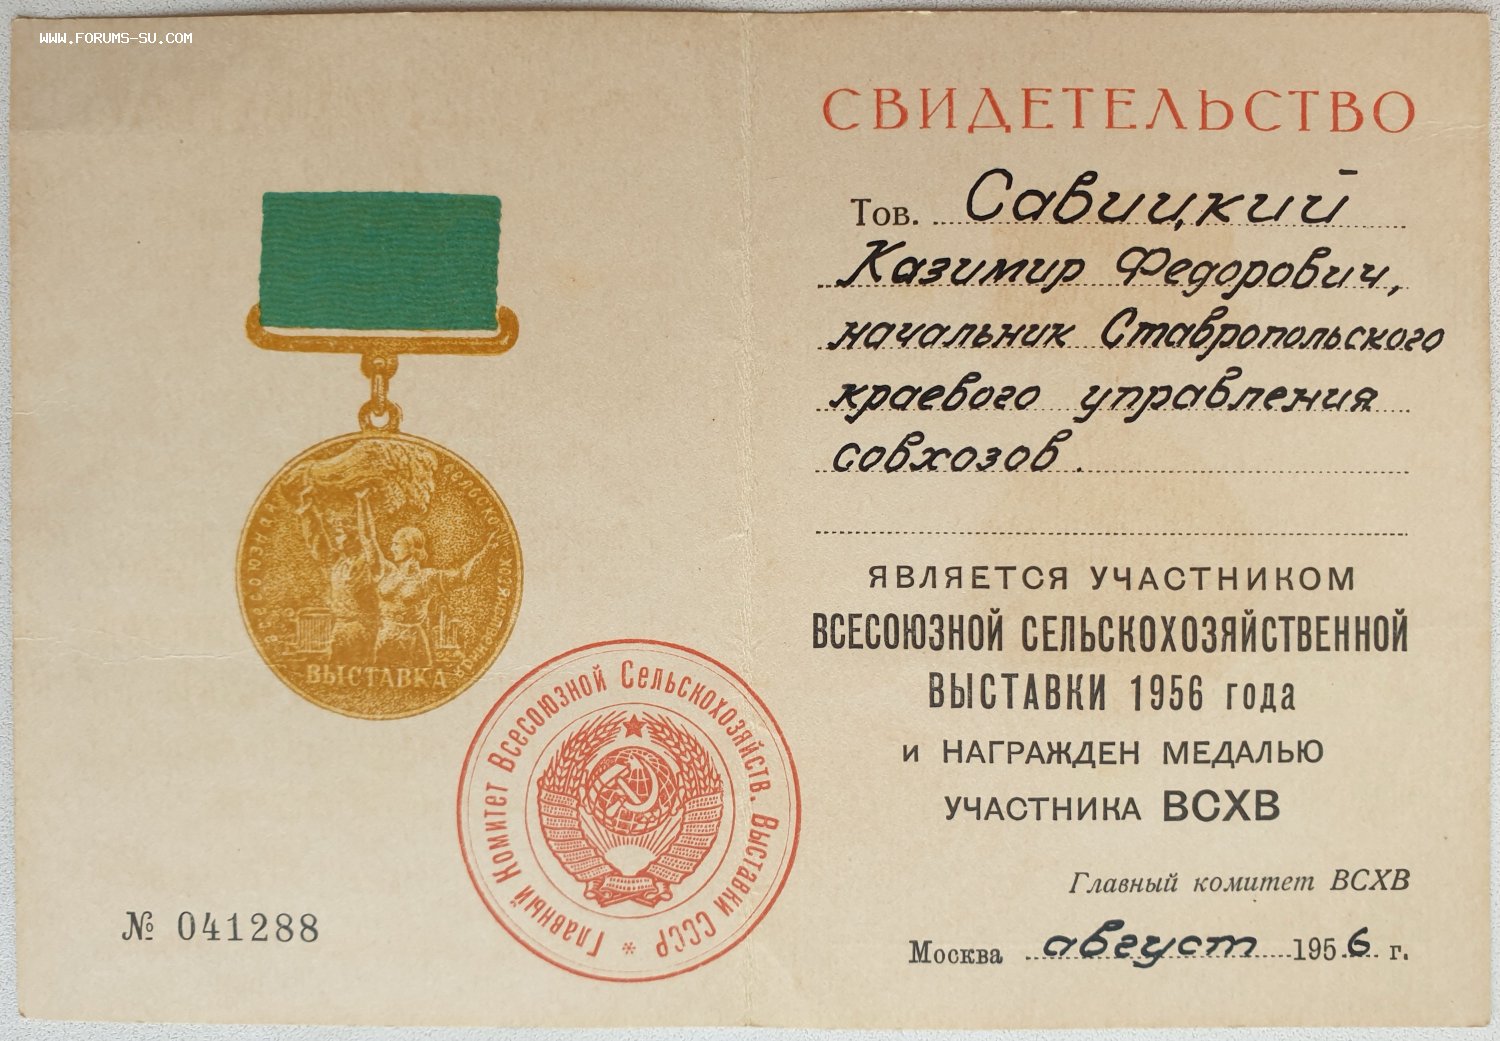 WWW.FORUMS-SU.COM
ВСЕСОЮЗНАЯ СЕЛЬСКОХОЗЯЙСТВЕННАЯ
ВЫСТАВКА
Главный Комитет Всесоюзной Сельскохозяйств. Выставки СССР *
№ 041288
СВИДЕТЕЛЬСТВО
Тов. Савицкий
Казимир Федорович,
начальник Ставропольского
краевого управления
совхозов.
ЯВЛЯЕТСЯ УЧАСТНИКОМ
ВСЕСОЮЗНОЙ СЕЛЬСКОХОЗЯЙСТВЕННОЙ
ВЫСТАВКИ 1956 года
и НАГРАЖДЕН МЕДАЛЬЮ
УЧАСТНИКА ВСХВ
Главный комитет ВСХВ
Москва август 1956 г.